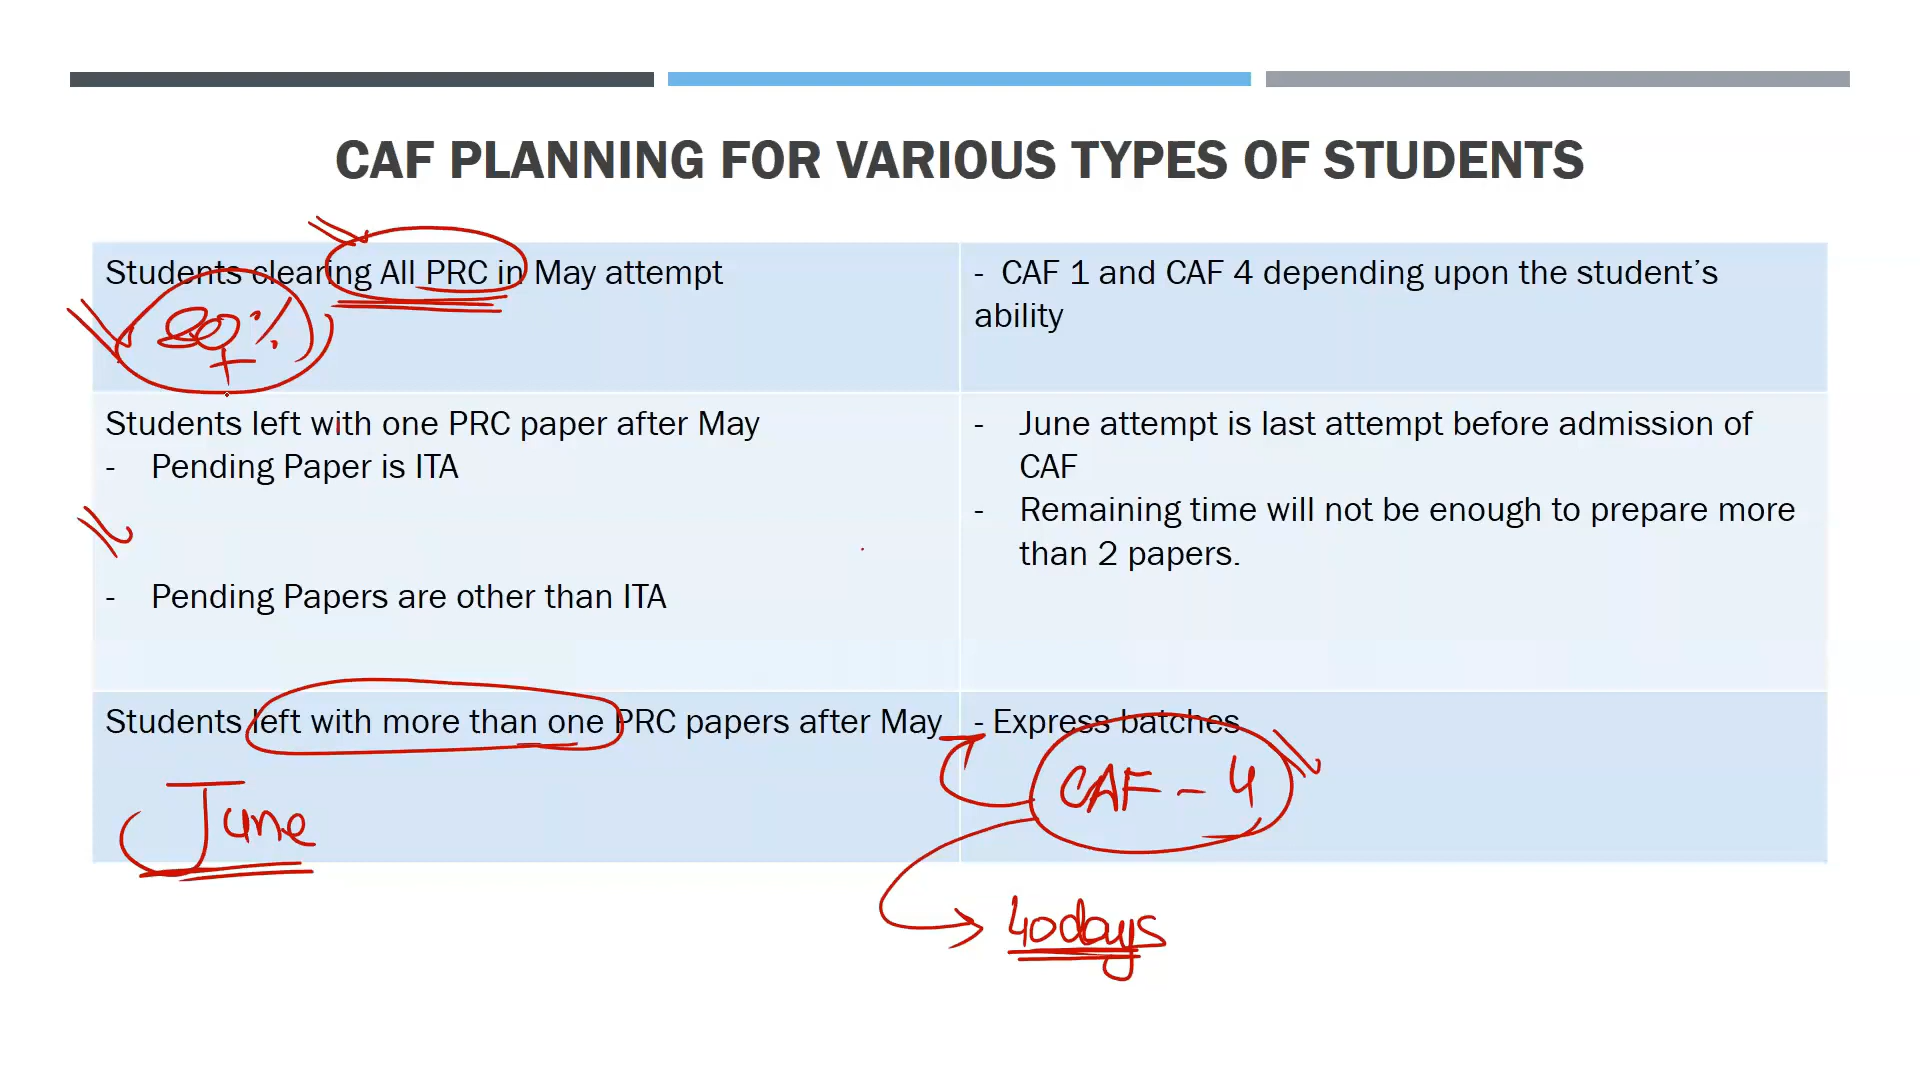 CAF PLANNING FOR VARIOUS TYPES OF STUDENTS
Students clearing All PRC in May attempt
- CAF 1 and CAF 4 depending upon the student's
ability
Students left with one PRC paper after May
- Pending Paper is ITA
- Pending Papers are other than ITA
- June attempt is last attempt before admission of
CAF
- Remaining time will not be enough to prepare more
than 2 papers.
Students left with more than one PRC papers after May
June
- Express batches
CAF - 4
40days